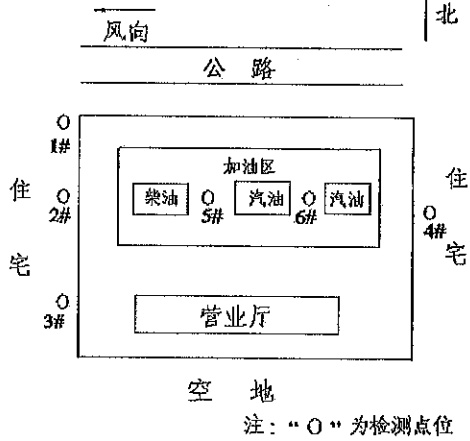 北
风向
公 路
1#
加油区
柴油 汽油 汽油
5# 6#
住宅
2#
住宅
4#
3#
营业厅
空 地
注：“O”为检测点位